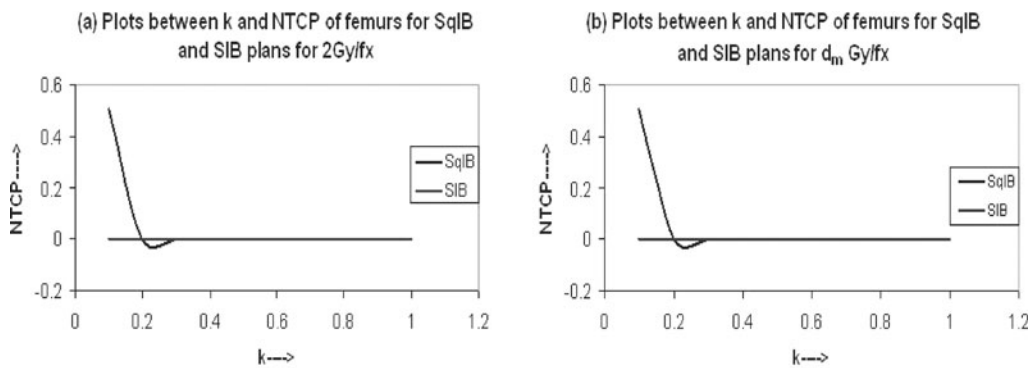 (a) Plots between k and NTCP of femurs for SqIB
and SIB plans for 2Gy/fx
0.6
0.4
0.2
0
-0.2
NTCP---->
SqIB
SIB
0 0.2 0.4 0.6 0.8 1 1.2
k---->
(b) Plots between k and NTCP of femurs for SqIB
and SIB plans for dm Gy/fx
0.6
0.4
0.2
0
-0.2
NTCP---->
SqIB
SIB
0 0.2 0.4 0.6 0.8 1 1.2
k---->